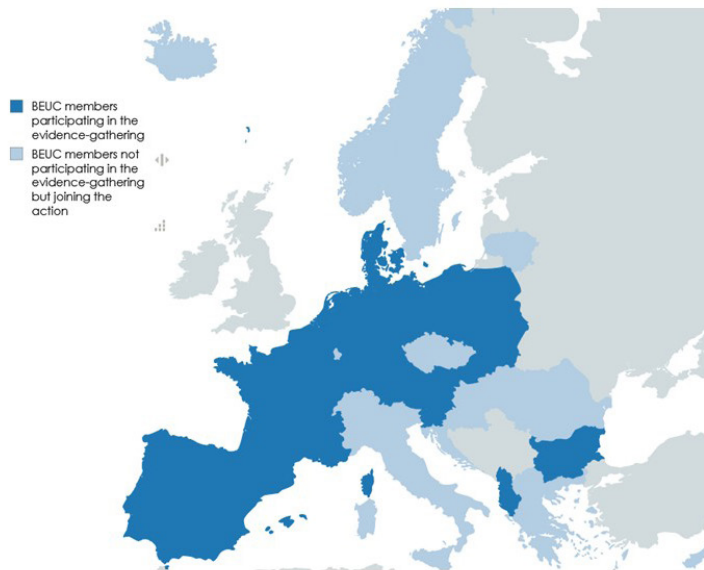 BEUC members
participating in the
evidence-gathering
BEUC members not
participating in the
evidence-gathering
but joining the
action